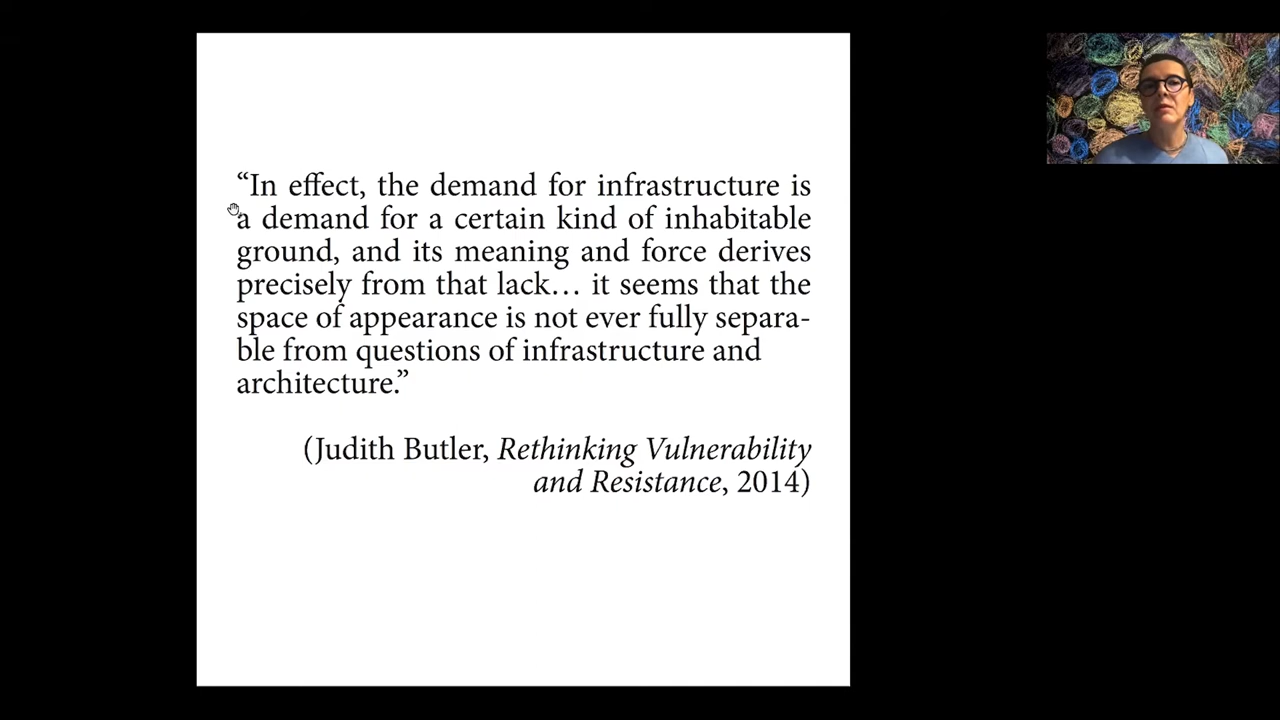 “In effect, the demand for infrastructure is
a demand for a certain kind of inhabitable
ground, and its meaning and force derives
precisely from that lack… it seems that the
space of appearance is not ever fully separa-
ble from questions of infrastructure and
architecture.”
(Judith Butler, Rethinking Vulnerability
and Resistance, 2014)